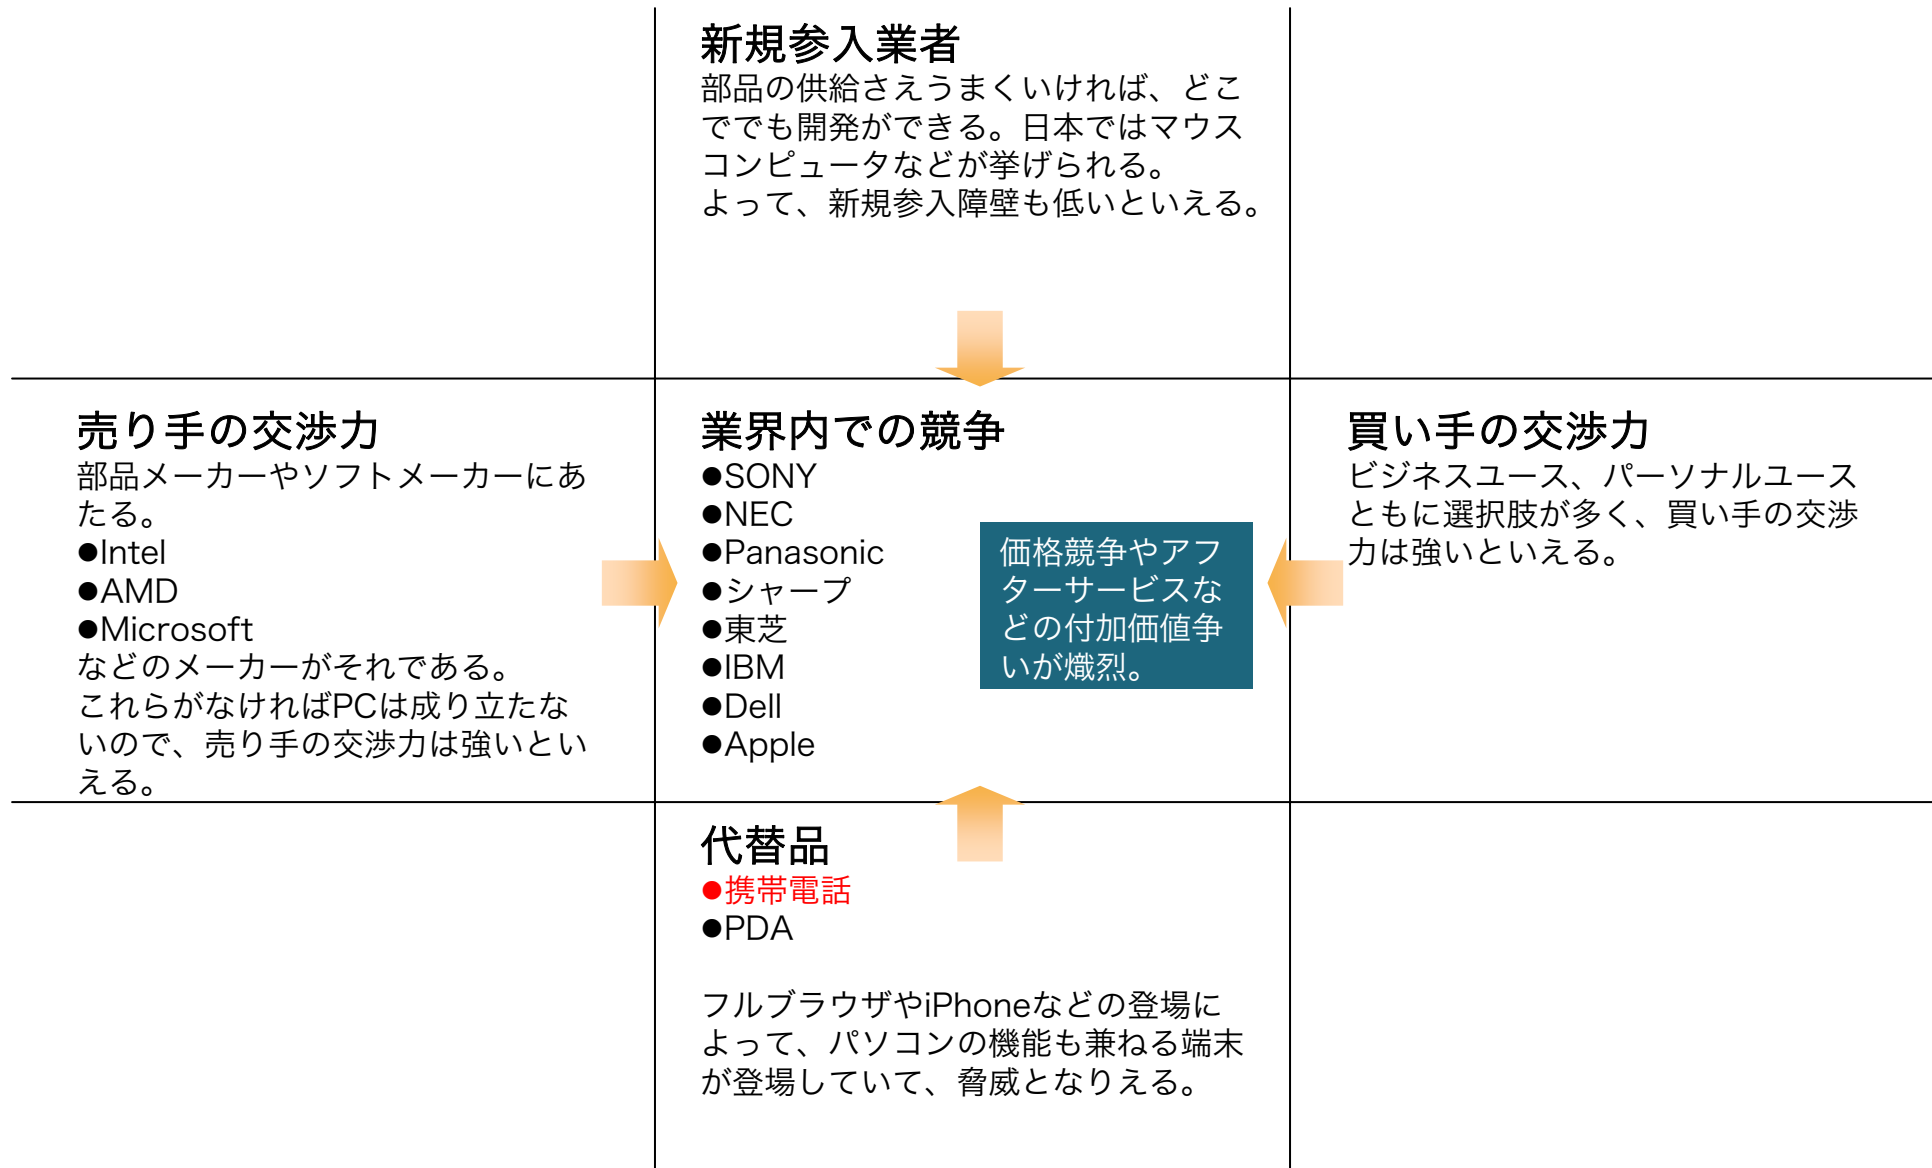 新規参入業者
部品の供給さえうまくいければ、どこ
ででも開発ができる。日本ではマウス
コンピュータなどが挙げられる。
よって、新規参入障壁も低いといえる。
売り手の交渉力
部品メーカーやソフトメーカーにあ
たる。
●Intel
●AMD
●Microsoft
などのメーカーがそれである。
これらがなければPCは成り立たな
いので、売り手の交渉力は強いとい
える。
業界内での競争
●SONY
●NEC
●Panasonic
●シャープ
●東芝
●IBM
●Dell
●Apple
価格競争やアフ
ターサービスな
どの付加価値争
いが熾烈。
買い手の交渉力
ビジネスユース、パーソナルユース
ともに選択肢が多く、買い手の交渉
力は強いといえる。
代替品
●携帯電話
●PDA
フルブラウザやiPhoneなどの登場に
よって、パソコンの機能も兼ねる端末
が登場していて、脅威となりえる。